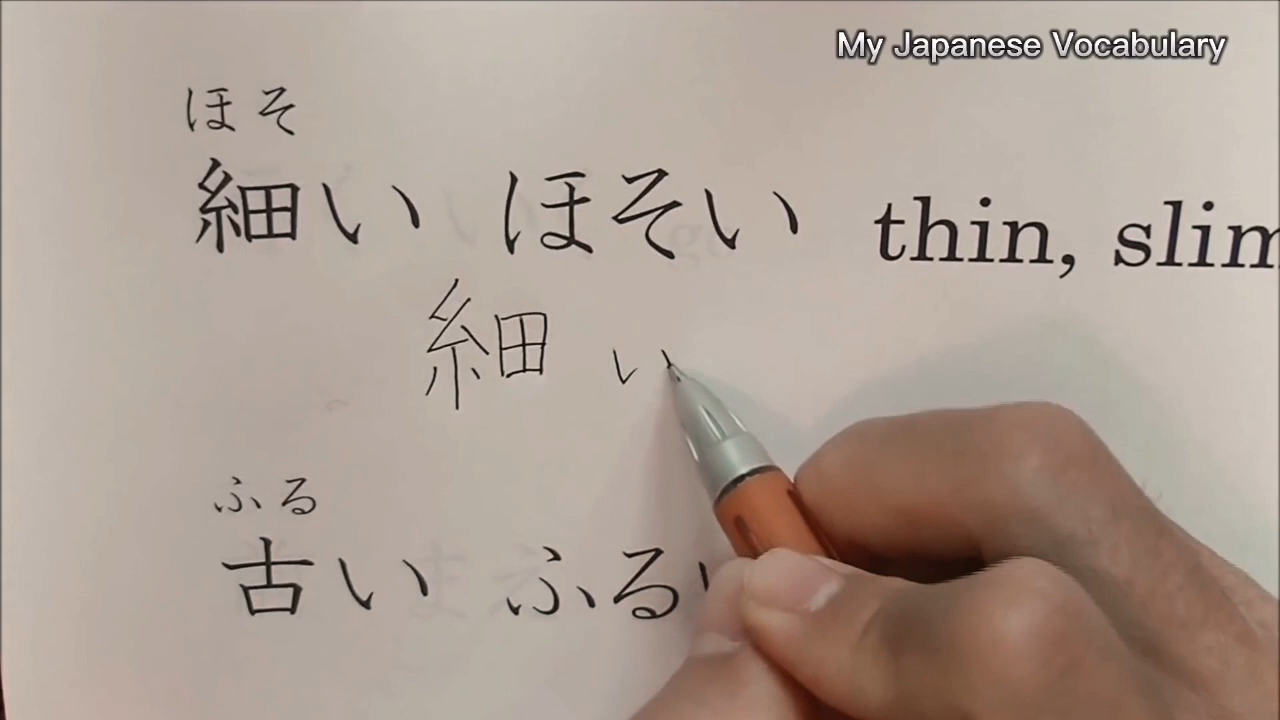 My Japanese Vocabulary
ほそ
細い ほそい thin, slim
細い
ふる
古い ふる